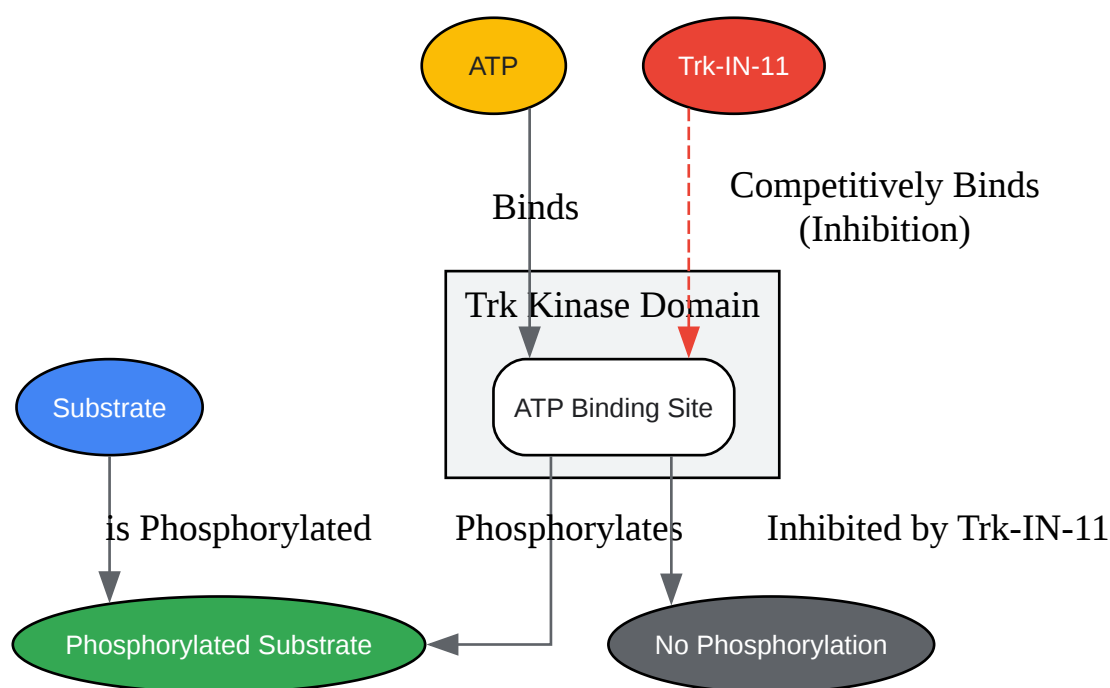 ATP
Trk-IN-11
Binds
Competitively Binds
(Inhibition)
Trk Kinase Domain
Substrate
ATP Binding Site
is Phosphorylated
Phosphorylates
Inhibited by Trk-IN-11
Phosphorylated Substrate
No Phosphorylation